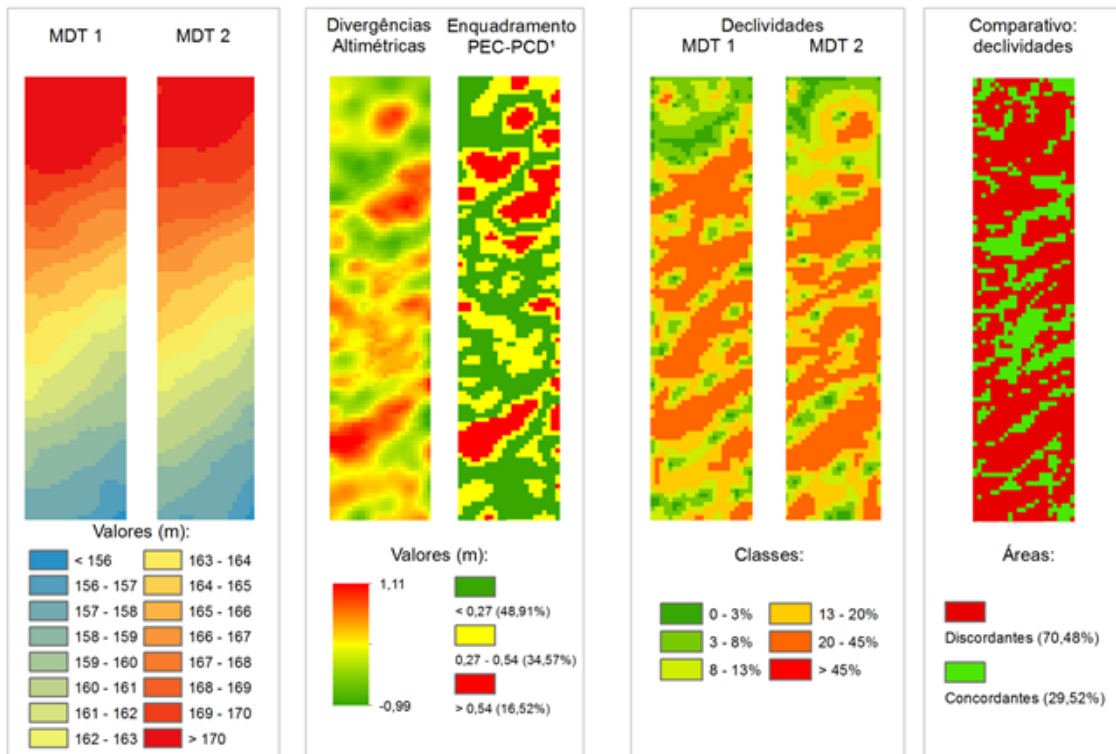 MDT 1
MDT 2
Valores (m):
< 156
156 - 157
157 - 158
158 - 159
159 - 160
160 - 161
161 - 162
162 - 163
163 - 164
164 - 165
165 - 166
166 - 167
167 - 168
168 - 169
169 - 170
> 170
Divergências
Altimétricas
Enquadramento
PEC-PCD¹
Valores (m):
1,11
-0,99
< 0,27 (48,91%)
0,27 - 0,54 (34,57%)
> 0,54 (16,52%)
Declividades
MDT 1
MDT 2
Classes:
0 - 3%
3 - 8%
8 - 13%
13 - 20%
20 - 45%
> 45%
Comparativo:
declividades
Áreas:
Discordantes (70,48%)
Concordantes (29,52%)